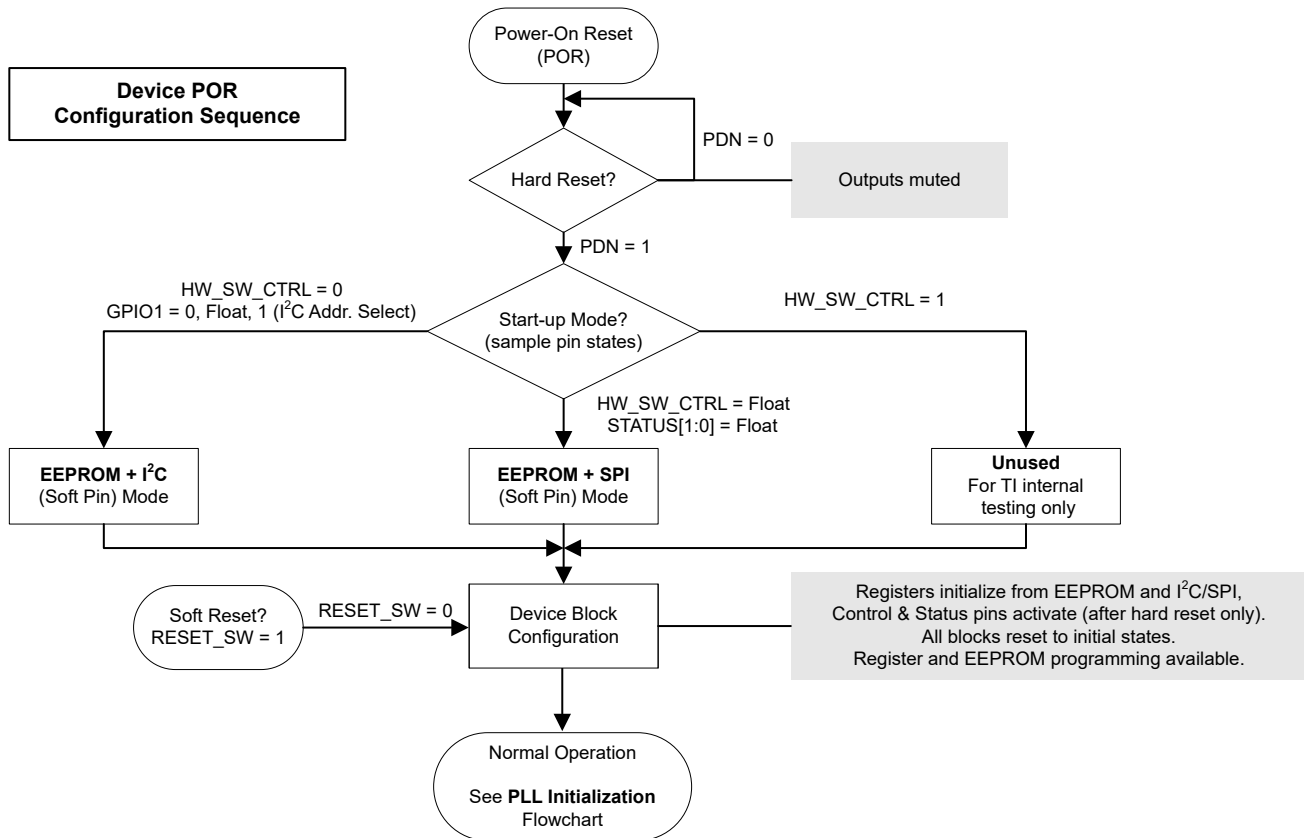 Power-On Reset
(POR)
Device POR
Configuration Sequence
PDN = 0
Hard Reset?
Outputs muted
PDN = 1
HW_SW_CTRL = 0
GPIO1 = 0, Float, 1 (I²C Addr. Select)
HW_SW_CTRL = 1
Start-up Mode?
(sample pin states)
HW_SW_CTRL = Float
STATUS[1:0] = Float
EEPROM + I²C
(Soft Pin) Mode
EEPROM + SPI
(Soft Pin) Mode
Unused
For TI internal
testing only
Soft Reset?
RESET_SW = 1
RESET_SW = 0
Device Block
Configuration
Registers initialize from EEPROM and I²C/SPI,
Control & Status pins activate (after hard reset only).
All blocks reset to initial states.
Register and EEPROM programming available.
Normal Operation
See PLL Initialization
Flowchart